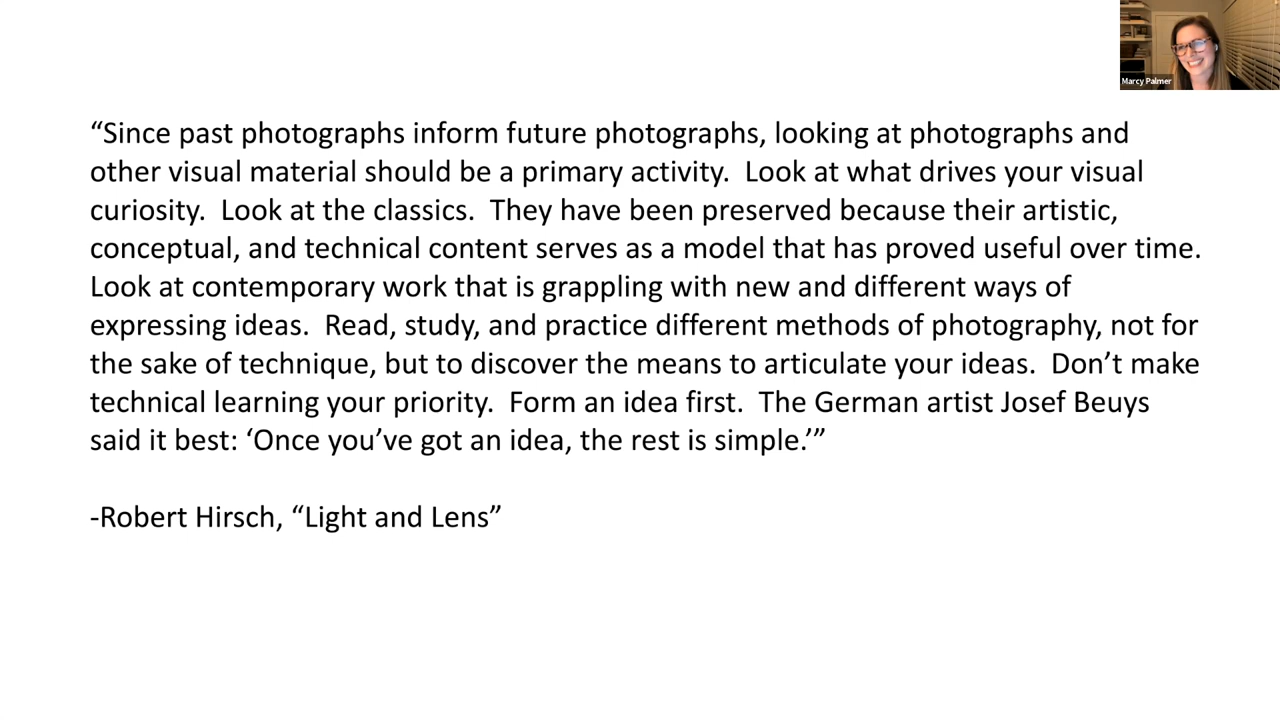 Marcy Palmer
“Since past photographs inform future photographs, looking at photographs and
other visual material should be a primary activity.  Look at what drives your visual
curiosity.  Look at the classics.  They have been preserved because their artistic,
conceptual, and technical content serves as a model that has proved useful over time.
Look at contemporary work that is grappling with new and different ways of
expressing ideas.  Read, study, and practice different methods of photography, not for
the sake of technique, but to discover the means to articulate your ideas.  Don’t make
technical learning your priority.  Form an idea first.  The German artist Josef Beuys
said it best: ‘Once you’ve got an idea, the rest is simple.’”
-Robert Hirsch, “Light and Lens”